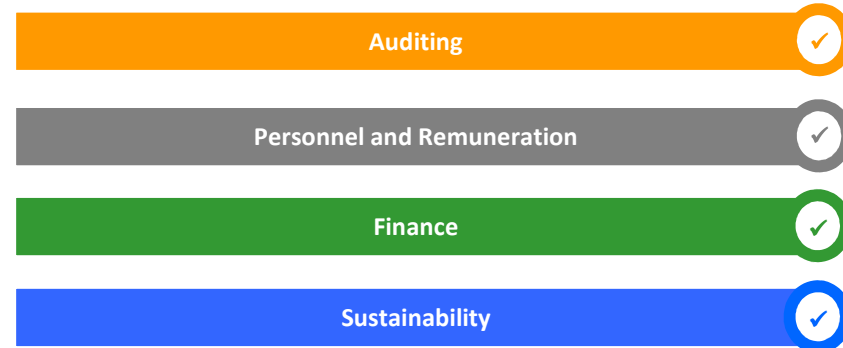 Auditing
Personnel and Remuneration
Finance
Sustainability